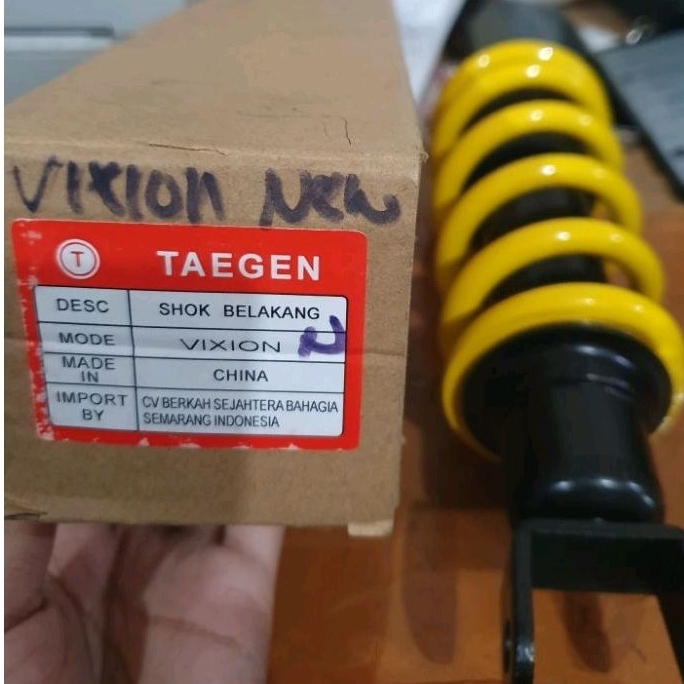 VIXION New
T TAEGEN
DESC SHOK BELAKANG
MODE VIXION N
MADE IN CHINA
IMPORT BY CV BERKAH SEJAHTERA BAHAGIA
SEMARANG INDONESIA